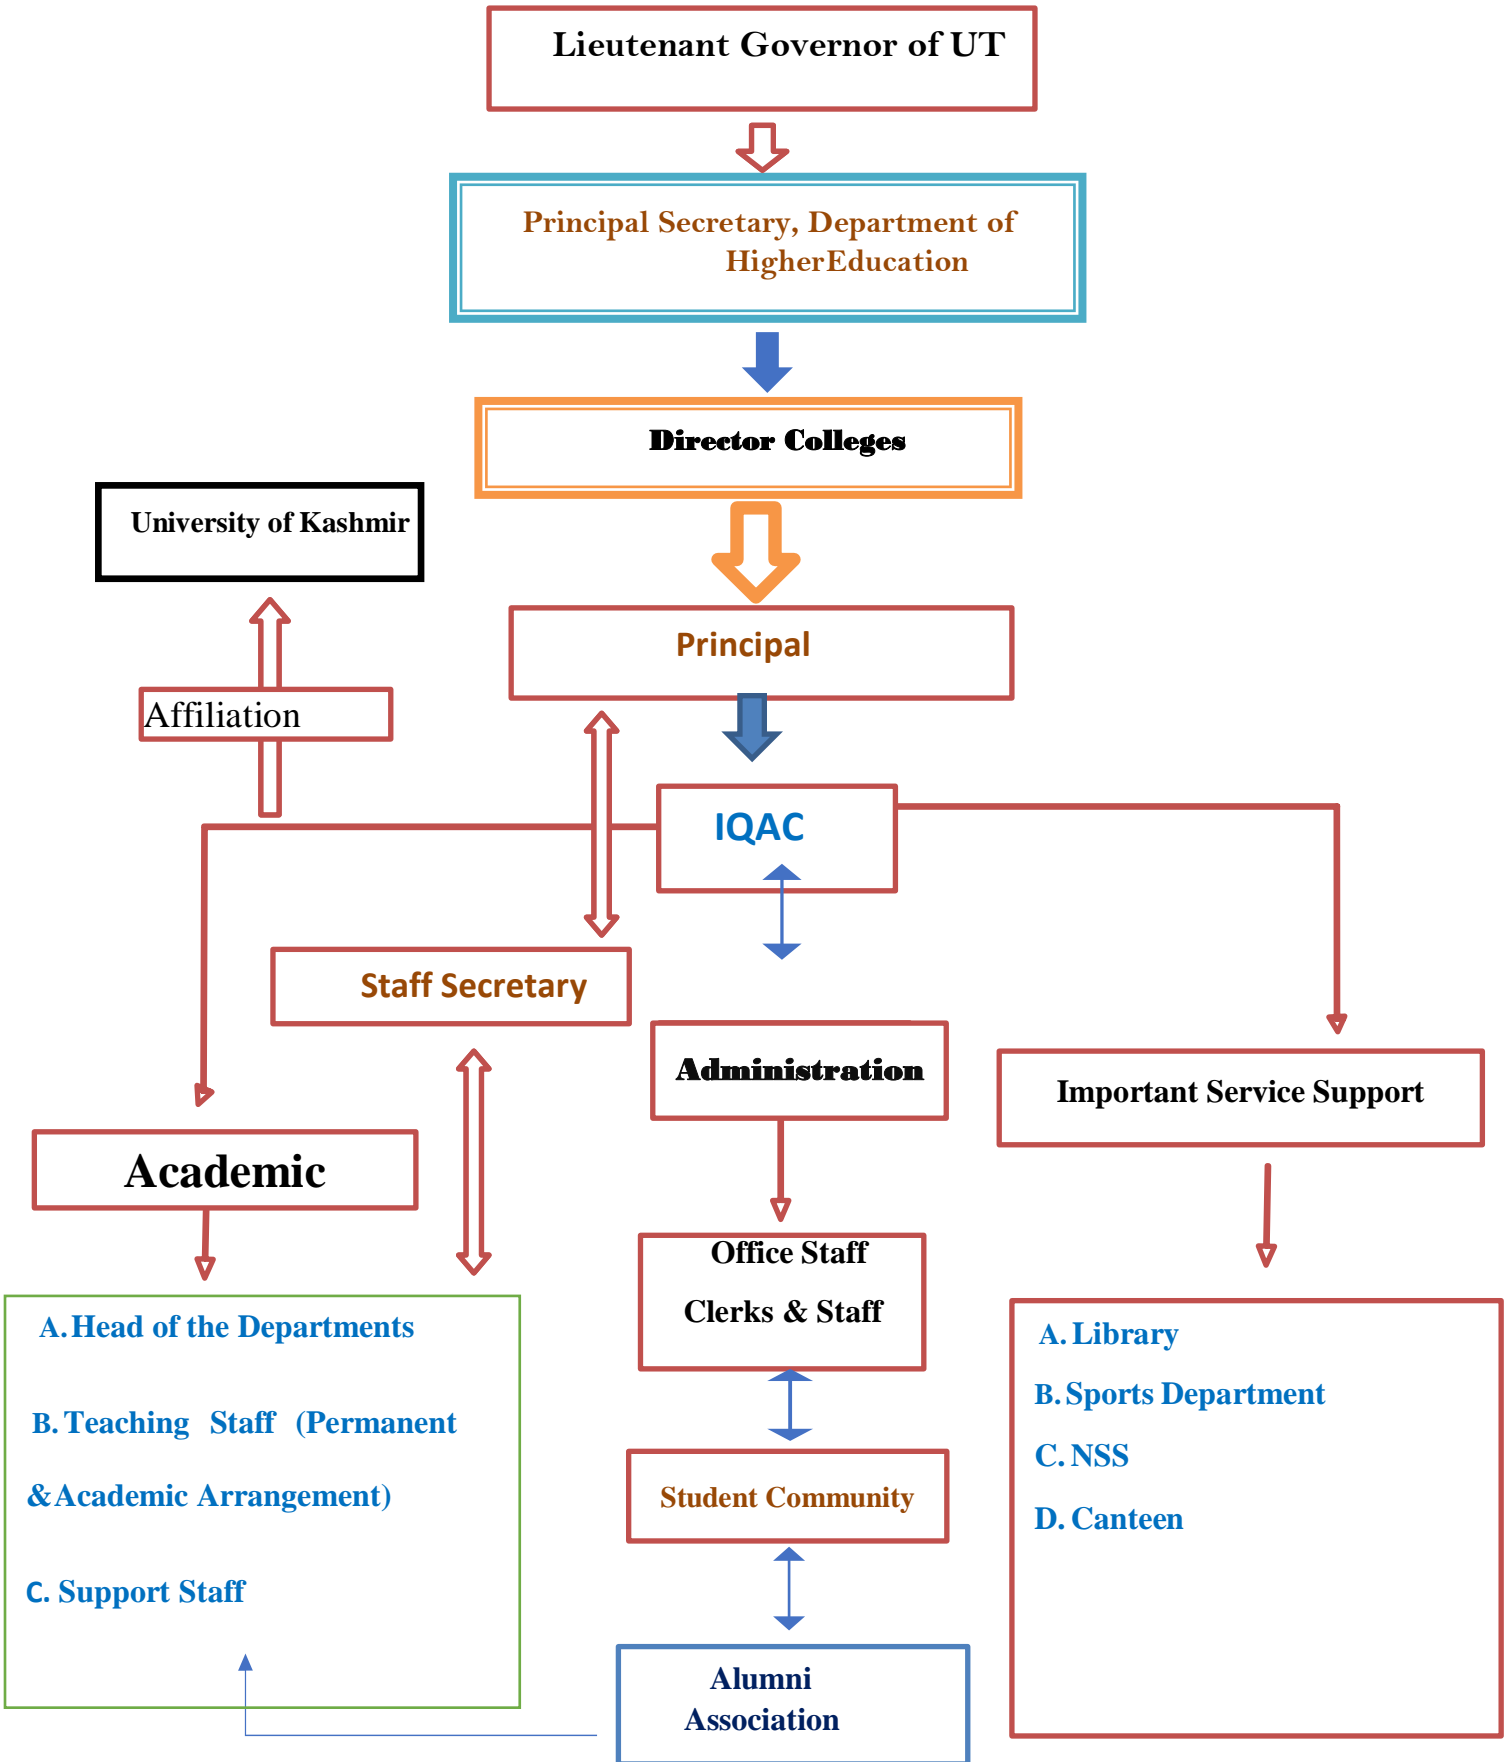 Lieutenant Governor of UT
Principal Secretary, Department of
HigherEducation
Director Colleges
University of Kashmir
Principal
Affiliation
IQAC
Staff Secretary
Administration
Important Service Support
Academic
Office Staff
Clerks & Staff
A. Head of the Departments
B. Teaching Staff (Permanent
&Academic Arrangement)
C. Support Staff
A. Library
B. Sports Department
C. NSS
D. Canteen
Student Community
Alumni
Association